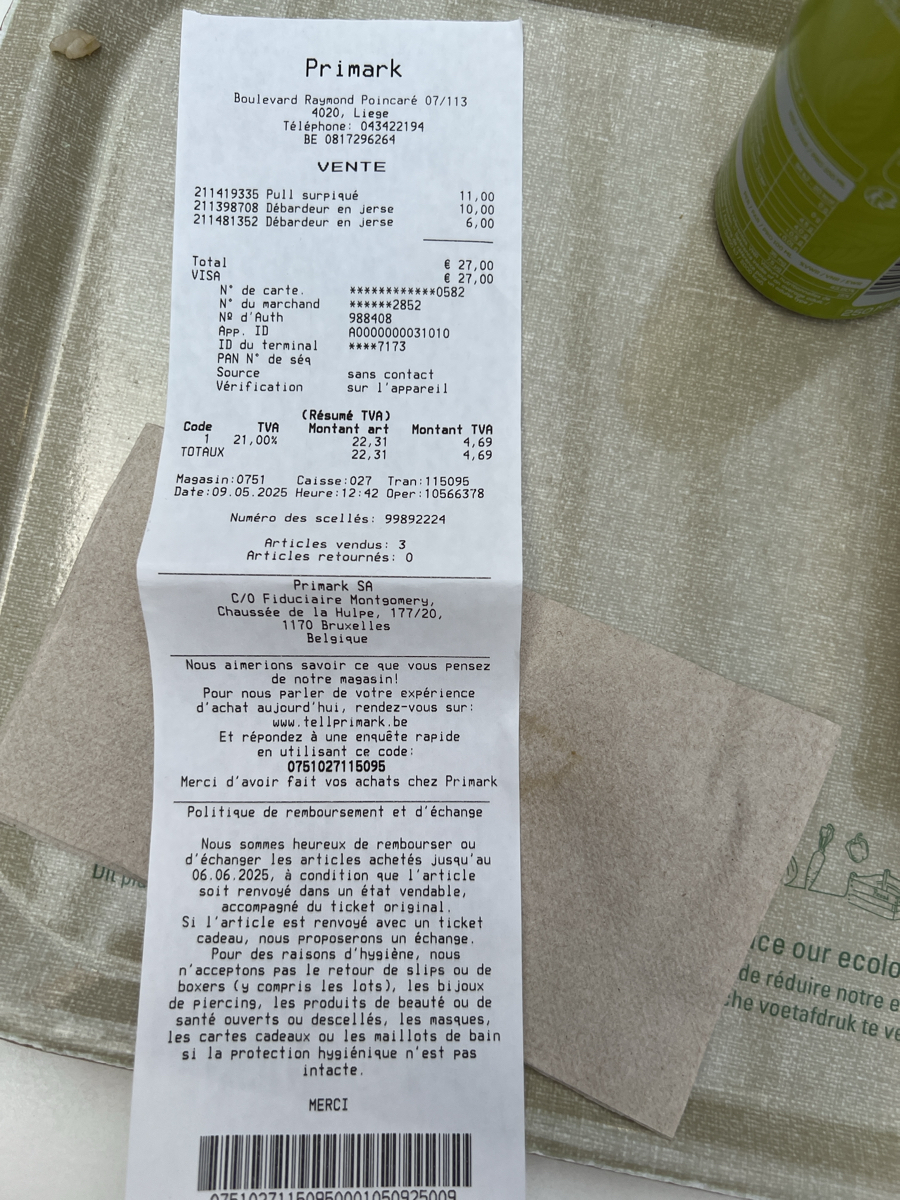 Primark
Boulevard Raymond Poincaré 07/113
4020, Liege
Téléphone: 043422194
BE 0817296264
VENTE
211419335 Pull surpiqué 11,00
211398708 Débardeur en jerse 10,00
211481352 Débardeur en jerse 6,00
Total € 27,00
VISA € 27,00
N° de carte. ************0582
N° du marchand ******2852
Nº d'Auth 988408
App. ID A0000000031010
ID du terminal ****7173
PAN N° de séq
Source sans contact
Vérification sur l'appareil
(Résumé TVA)
Code TVA Montant art Montant TVA
1 21,00% 22,31 4,69
TOTAUX 22,31 4,69
Magasin:0751 Caisse:027 Tran:115095
Date:09.05.2025 Heure:12:42 Oper:10566378
Numéro des scellés: 99892224
Articles vendus: 3
Articles retournés: 0
Primark SA
C/O Fiduciaire Montgomery,
Chaussée de la Hulpe, 177/20,
1170 Bruxelles
Belgique
Nous aimerions savoir ce que vous pensez
de notre magasin!
Pour nous parler de votre expérience
d'achat aujourd'hui, rendez-vous sur:
www.tellprimark.be
Et répondez à une enquête rapide
en utilisant ce code:
0751027115095
Merci d'avoir fait vos achats chez Primark
Politique de remboursement et d'échange
Nous sommes heureux de rembourser ou
d'échanger les articles achetés jusqu'au
06.06.2025, à condition que l'article
soit renvoyé dans un état vendable,
accompagné du ticket original.
Si l'article est renvoyé avec un ticket
cadeau, nous proposerons un échange.
Pour des raisons d'hygiène, nous
n'acceptons pas le retour de slips ou de
boxers (y compris les lots), les bijoux
de piercing, les produits de beauté ou de
santé ouverts ou descellés, les masques,
les cartes cadeaux ou les maillots de bain
si la protection hygiénique n'est pas
intacte.
MERCI
our ecolo
de réduire notre
voetafdruk te
Dit